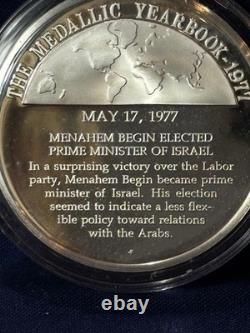 THE MEDALLIC YEARBOOK-1977
MAY 17, 1977
MENAHEM BEGIN ELECTED
PRIME MINISTER OF ISRAEL
In a surprising victory over the Labor
party, Menahem Begin became prime
minister of Israel. His election
seemed to indicate a less flex-
ible policy toward relations
with the Arabs.